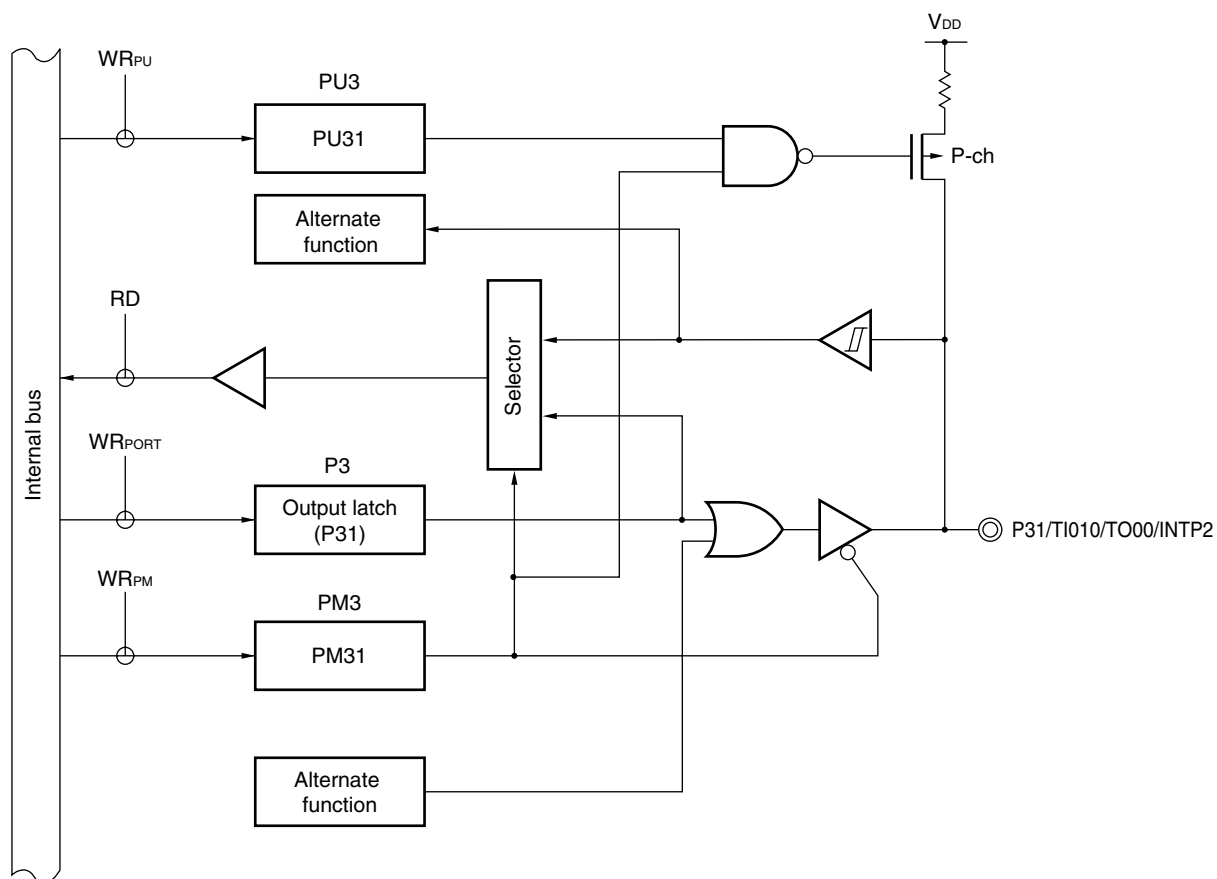 VDD
WRPU
PU3
PU31
P-ch
Alternate
function
RD
Selector
Internal bus
WRPORT
P3
Output latch
(P31)
P31/TI010/TO00/INTP2
WRPM
PM3
PM31
Alternate
function